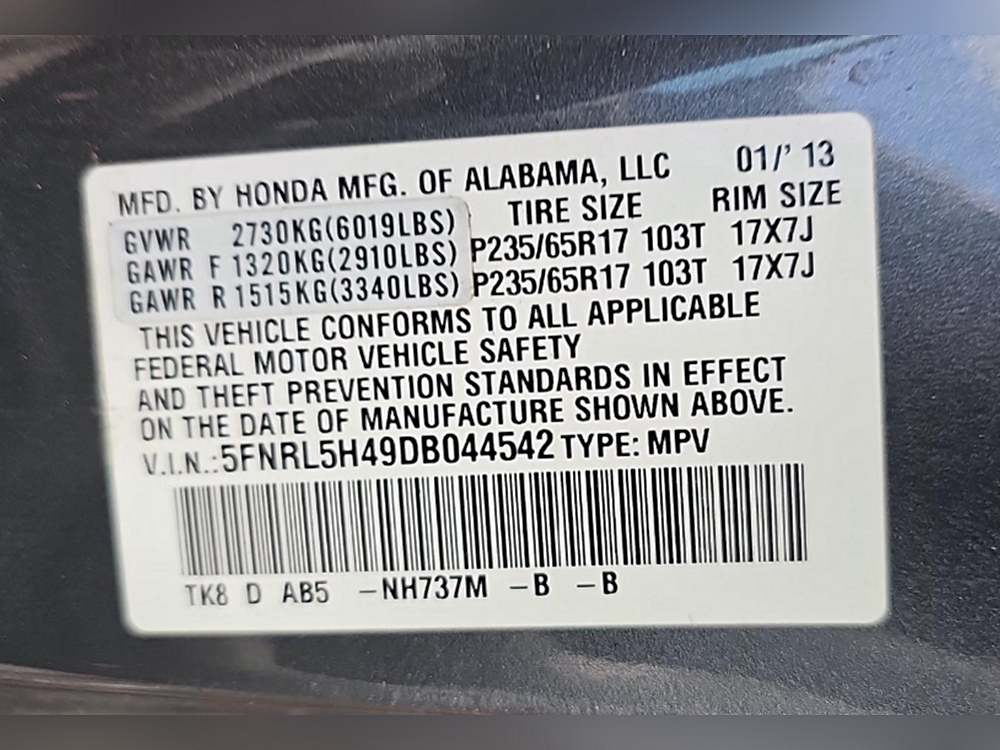 MFD. BY HONDA MFG. OF ALABAMA, LLC 01/' 13
TIRE SIZE RIM SIZE
GVWR 2730KG(6019LBS)
GAWR F 1320KG(2910LBS) P235/65R17 103T 17X7J
GAWR R 1515KG(3340LBS) P235/65R17 103T 17X7J
THIS VEHICLE CONFORMS TO ALL APPLICABLE
FEDERAL MOTOR VEHICLE SAFETY
AND THEFT PREVENTION STANDARDS IN EFFECT
ON THE DATE OF MANUFACTURE SHOWN ABOVE.
V.I.N.:5FNRL5H49DB044542 TYPE: MPV
TK8 D AB5 –NH737M –B –B